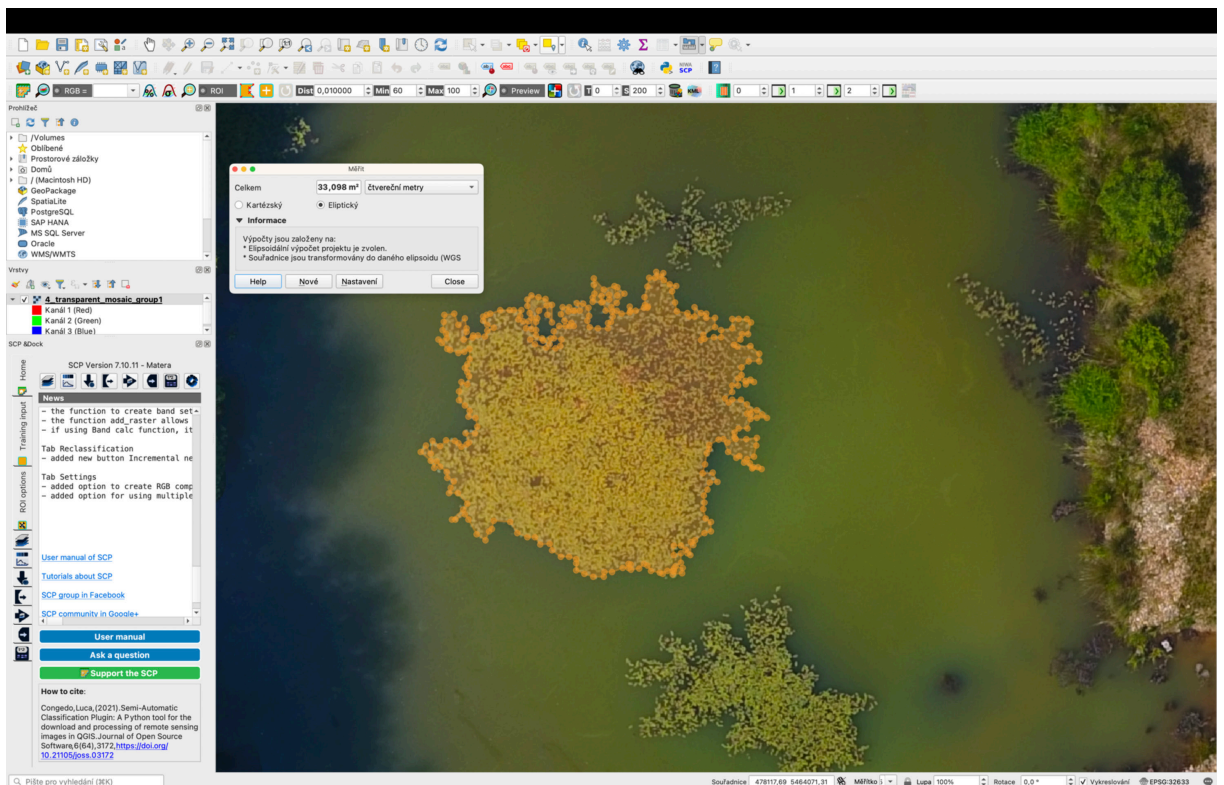 RGB =
ROI
Dist 0,010000
Min 60
Max 100
Preview
T 0
S 200
KML
0
1
2
SCP
Prohlížeč
/Volumes
Oblíbené
Prostorové záložky
Domů
/ (Macintosh HD)
GeoPackage
SpatiaLite
PostgreSQL
SAP HANA
MS SQL Server
Oracle
WMS/WMTS
Vrstvy
4_transparent_mosaic_group1
Kanál 1 (Red)
Kanál 2 (Green)
Kanál 3 (Blue)
SCP &Dock
Home
Training input
ROI options
SCP Version 7.10.11 - Matera
News
- the function to create band set
- the function add_raster allows
- if using Band calc function, it
Tab Reclassification
- added new button Incremental ne
Tab Settings
- added option to create RGB comp
- added option for using multiple
User manual of SCP
Tutorials about SCP
SCP group in Facebook
SCP community in Google+
User manual
Ask a question
Support the SCP
How to cite:
Congedo,Luca,(2021).Semi-Automatic
Classification Plugin: A Python tool for the
download and processing of remote sensing
images in QGIS.Journal of Open Source
Software,6(64),3172,https://doi.org/
10.21105/joss.03172
Měřit
Celkem 33,098 m² čtvereční metry
Kartézský Eliptický
Informace
Výpočty jsou založeny na:
* Elipsoidální výpočet projektu je zvolen.
* Souřadnice jsou transformovány do daného elipsoidu (WGS
Help Nové Nastavení Close
Pište pro vyhledání (⌘K)
Souřadnice 478117,69 5464071,31 Měřítko Lupa 100% Rotace 0,0 ° Vykreslování EPSG:32633